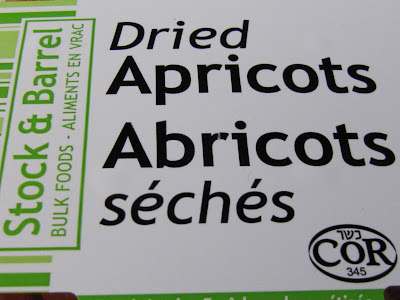 Stock & Barrel
BULK FOODS - ALIMENTS EN VRAC
Dried
Apricots
Abricots
séchés
כשר
COR
345